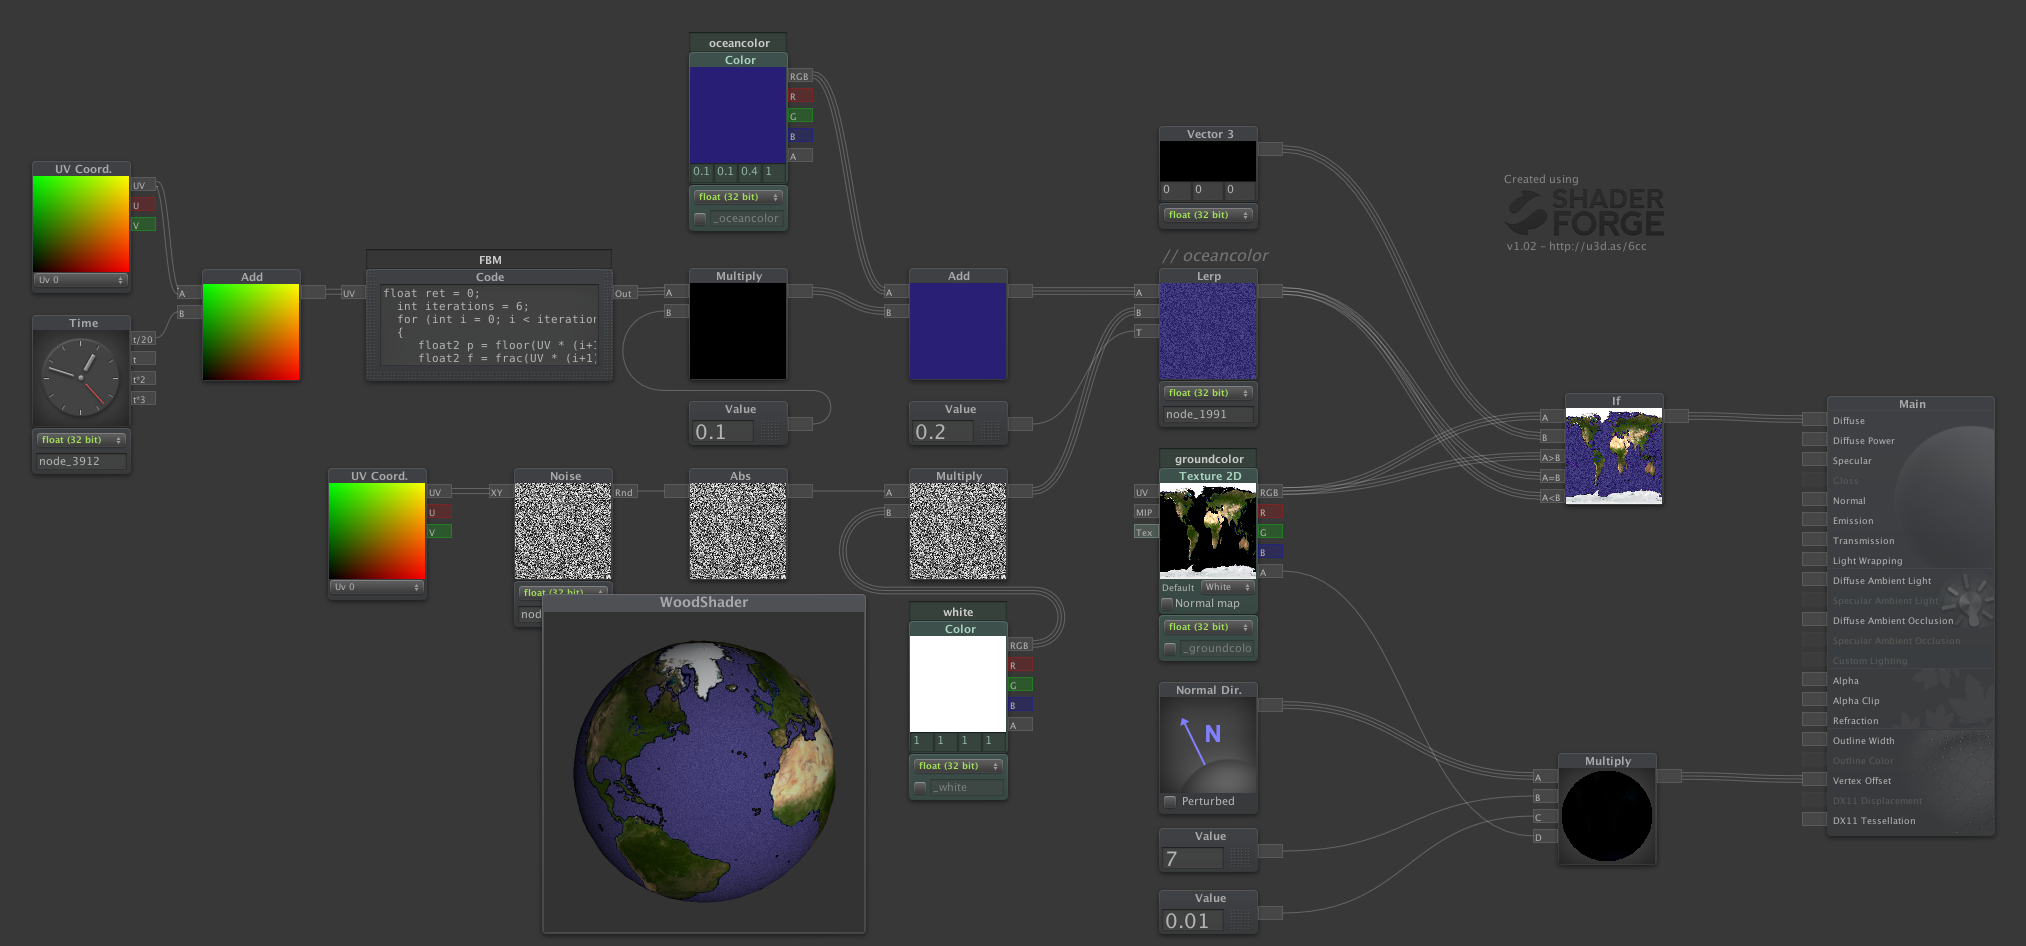 oceancolor
Color
RGB
R
G
B
A
0.1 0.1 0.4 1
float (32 bit)
_oceancolor
UV Coord.
UV
U
V
Uv 0
Time
t/20
t
t*2
t*3
float (32 bit)
node_3912
Add
A
B
FBM
Code
UV
Out
float ret = 0;
int iterations = 6;
for (int i = 0; i < iteration
{
float2 p = floor(UV * (i+1
float2 f = frac(UV * (i+1)
Multiply
A
B
Value
0.1
Add
A
B
Value
0.2
Vector 3
0 0 0
float (32 bit)
// oceancolor
Lerp
A
B
T
float (32 bit)
node_1991
Created using
SHADER
FORGE
v1.02 - http://u3d.as/6cc
UV Coord.
UV
U
V
Uv 0
Noise
XY
Rnd
float (32 bit)
nod
Abs
Multiply
A
B
white
Color
RGB
R
G
B
A
1 1 1 1
float (32 bit)
_white
WoodShader
groundcolor
Texture 2D
UV
MIP
Tex
RGB
R
G
B
A
Default White
Normal map
float (32 bit)
_groundcolo
Normal Dir.
N
Perturbed
Value
7
Value
0.01
If
A
B
A>B
A=B
A<B
Multiply
A
B
C
D
Main
Diffuse
Diffuse Power
Specular
Gloss
Normal
Emission
Transmission
Light Wrapping
Diffuse Ambient Light
Specular Ambient Light
Diffuse Ambient Occlusion
Specular Ambient Occlusion
Custom Lighting
Alpha
Alpha Clip
Refraction
Outline Width
Outline Color
Vertex Offset
DX11 Displacement
DX11 Tessellation